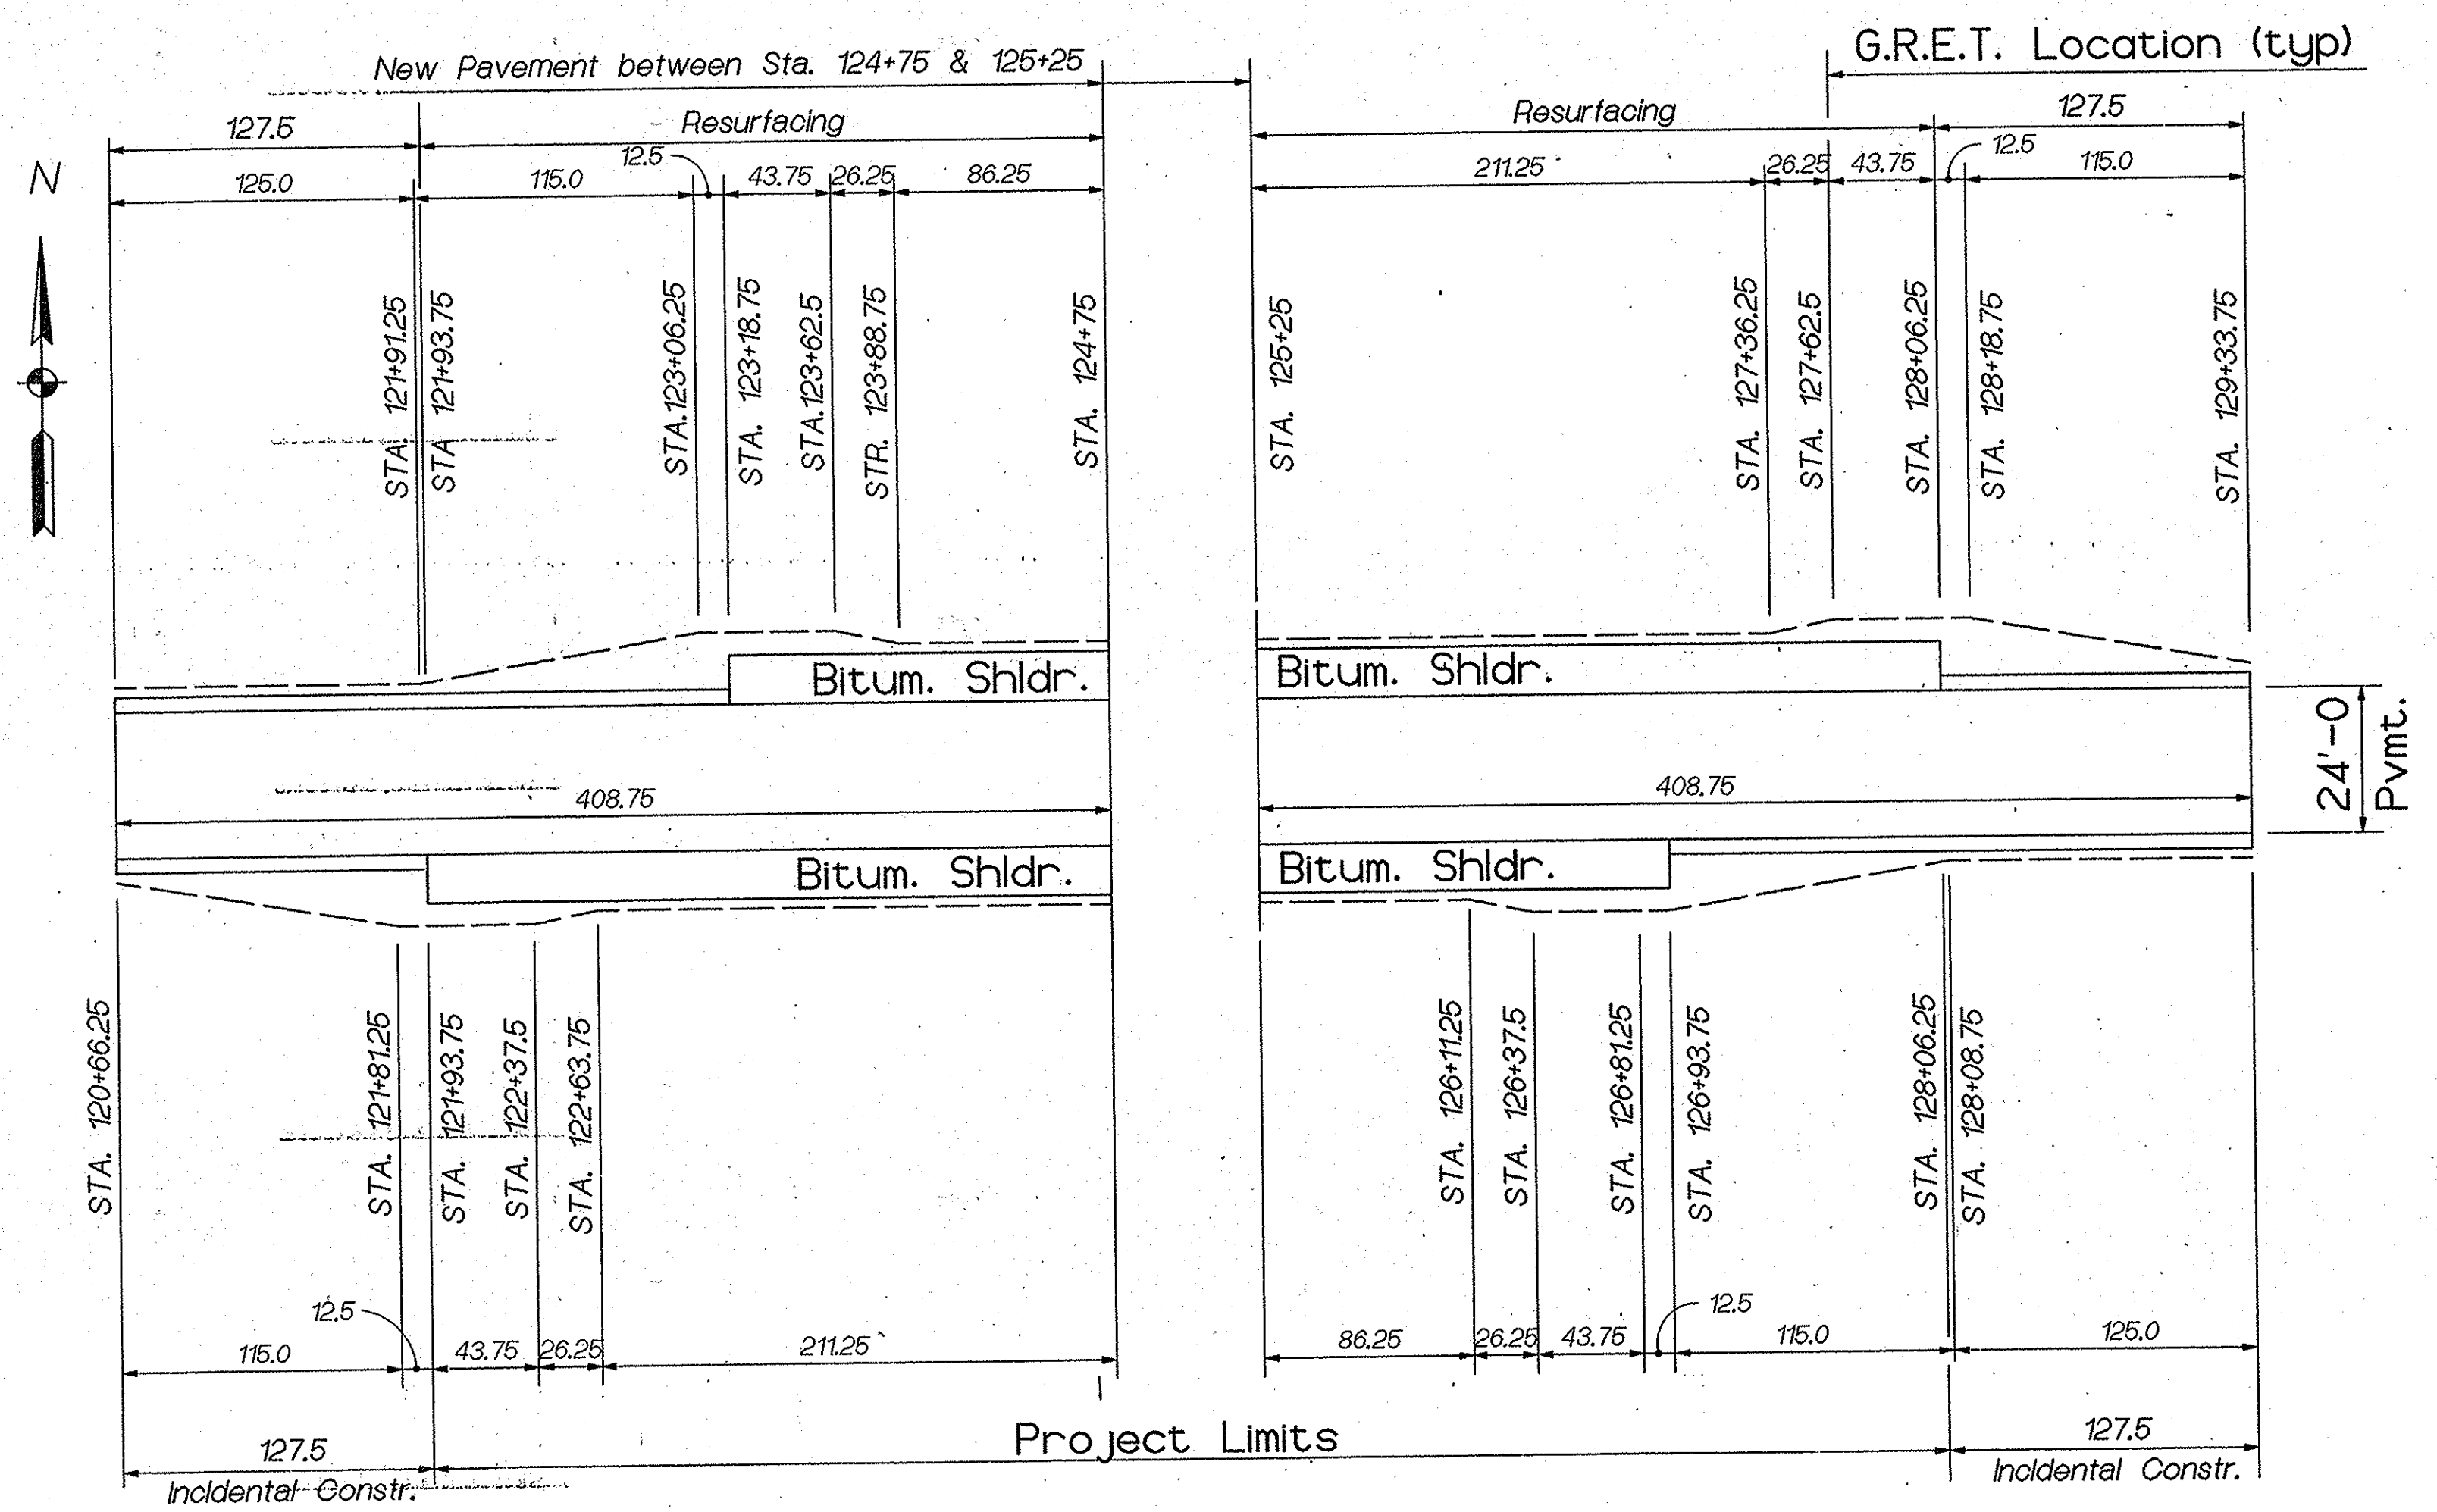 New Pavement between Sta. 124+75 & 125+25
G.R.E.T. Location (typ)
127.5
Resurfacing
Resurfacing
127.5
N
125.0
115.0
12.5
43.75
26.25
86.25
211.25
26.25
43.75
12.5
115.0
STA. 121+91.25
STA 121+93.75
STA. 123+06.25
STA. 123+18.75
STA. 123+62.5
STR. 123+88.75
STA. 124+75
STA. 125+25
STA. 127+36.25
STA. 127+62.5
STA. 128+06.25
STA. 128+18.75
STA. 129+33.75
Bitum. Shldr.
Bitum. Shldr.
408.75
408.75
24'-0
Pvmt.
Bitum. Shldr.
Bitum. Shldr.
STA. 120+66.25
STA. 121+81.25
STA. 121+93.75
STA. 122+37.5
STA. 122+63.75
STA. 126+11.25
STA. 126+37.5
STA. 126+81.25
STA. 126+93.75
STA. 128+06.25
STA. 128+08.75
115.0
12.5
43.75
26.25
211.25
86.25
26.25
43.75
12.5
115.0
125.0
127.5
Project Limits
127.5
Incidental Constr.
Incidental Constr.